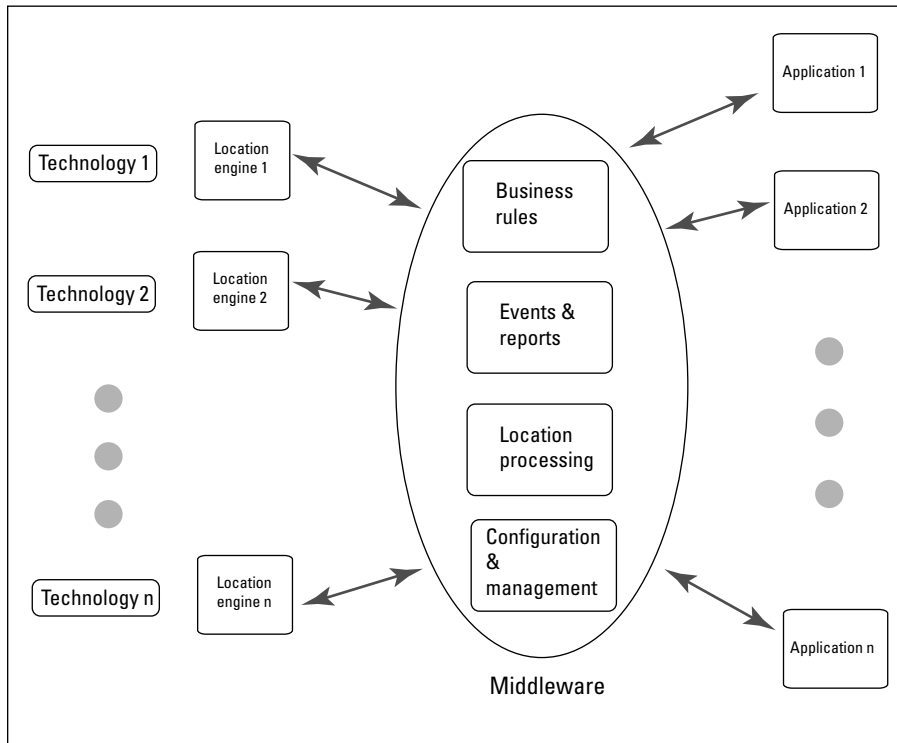 Technology 1
Location
engine 1
Technology 2
Location
engine 2
Technology n
Location
engine n
Business
rules
Events &
reports
Location
processing
Configuration
&
management
Middleware
Application 1
Application 2
Application n